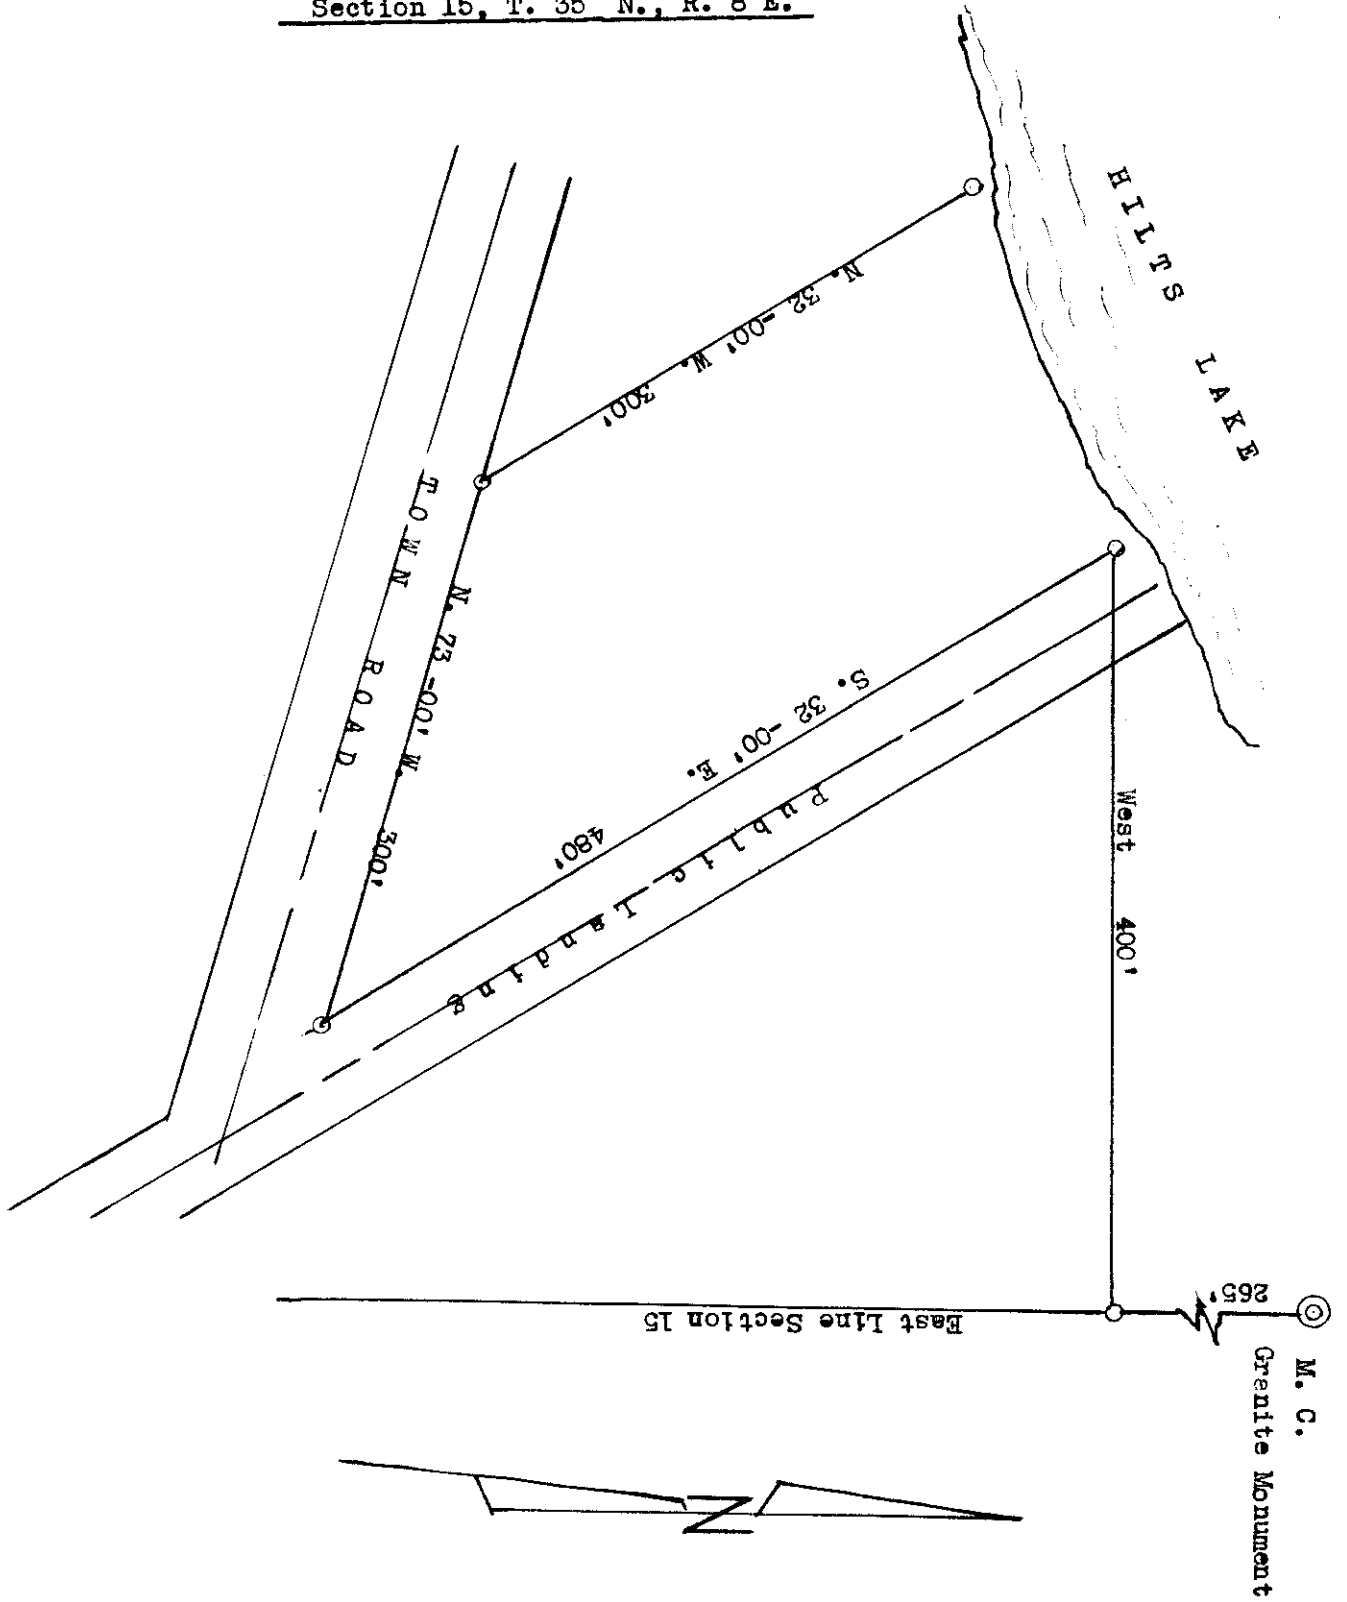 Section 15, T. 35 N., R. 8 E.
HILTS LAKE
N. 32 -00' W. 300'
TOWN ROAD
N. 73 -00' W. 300'
S. 32 -00' E. 480'
Public Landing
West 400'
East Line Section 15
265'
M. C.
Granite Monument
N